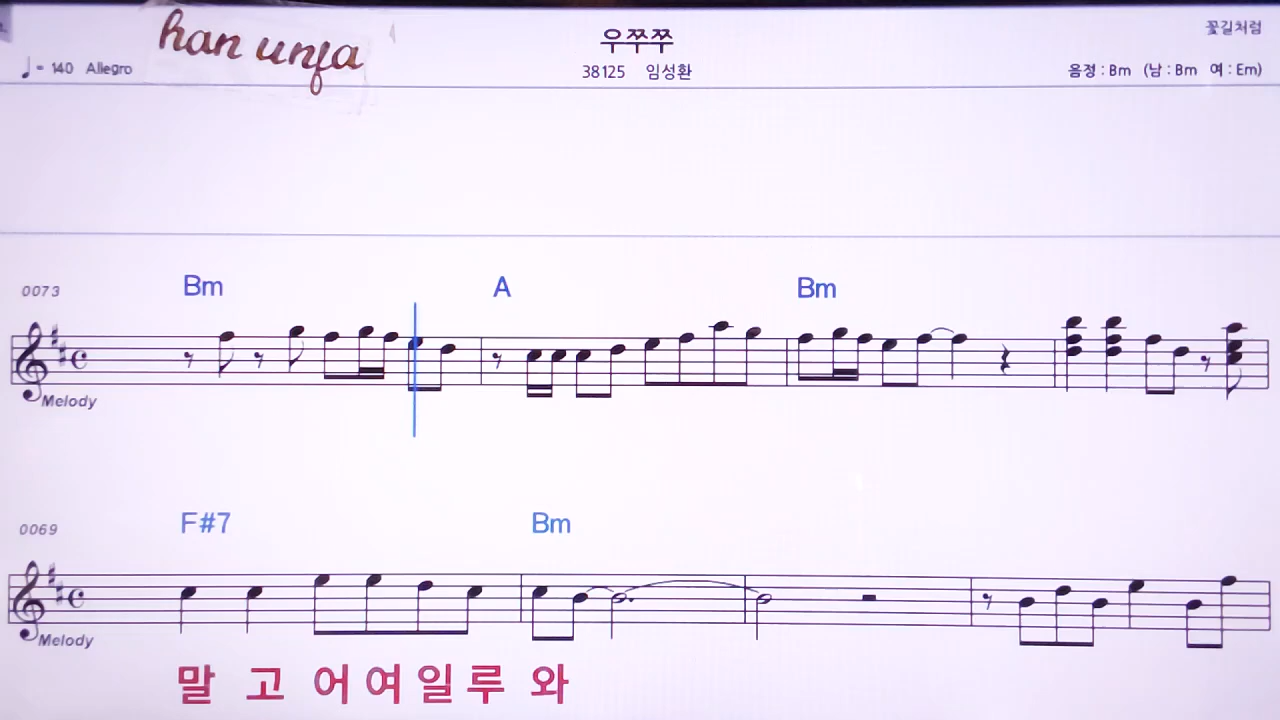 han unfa
우쭈쭈
꽃길처럼
♩= 140 Allegro
38125 임성환
음정 : Bm (남 : Bm 여 : Em)
0073
Bm A Bm
Melody
0069
F#7 Bm
Melody
말 고 어 여 일 루 와